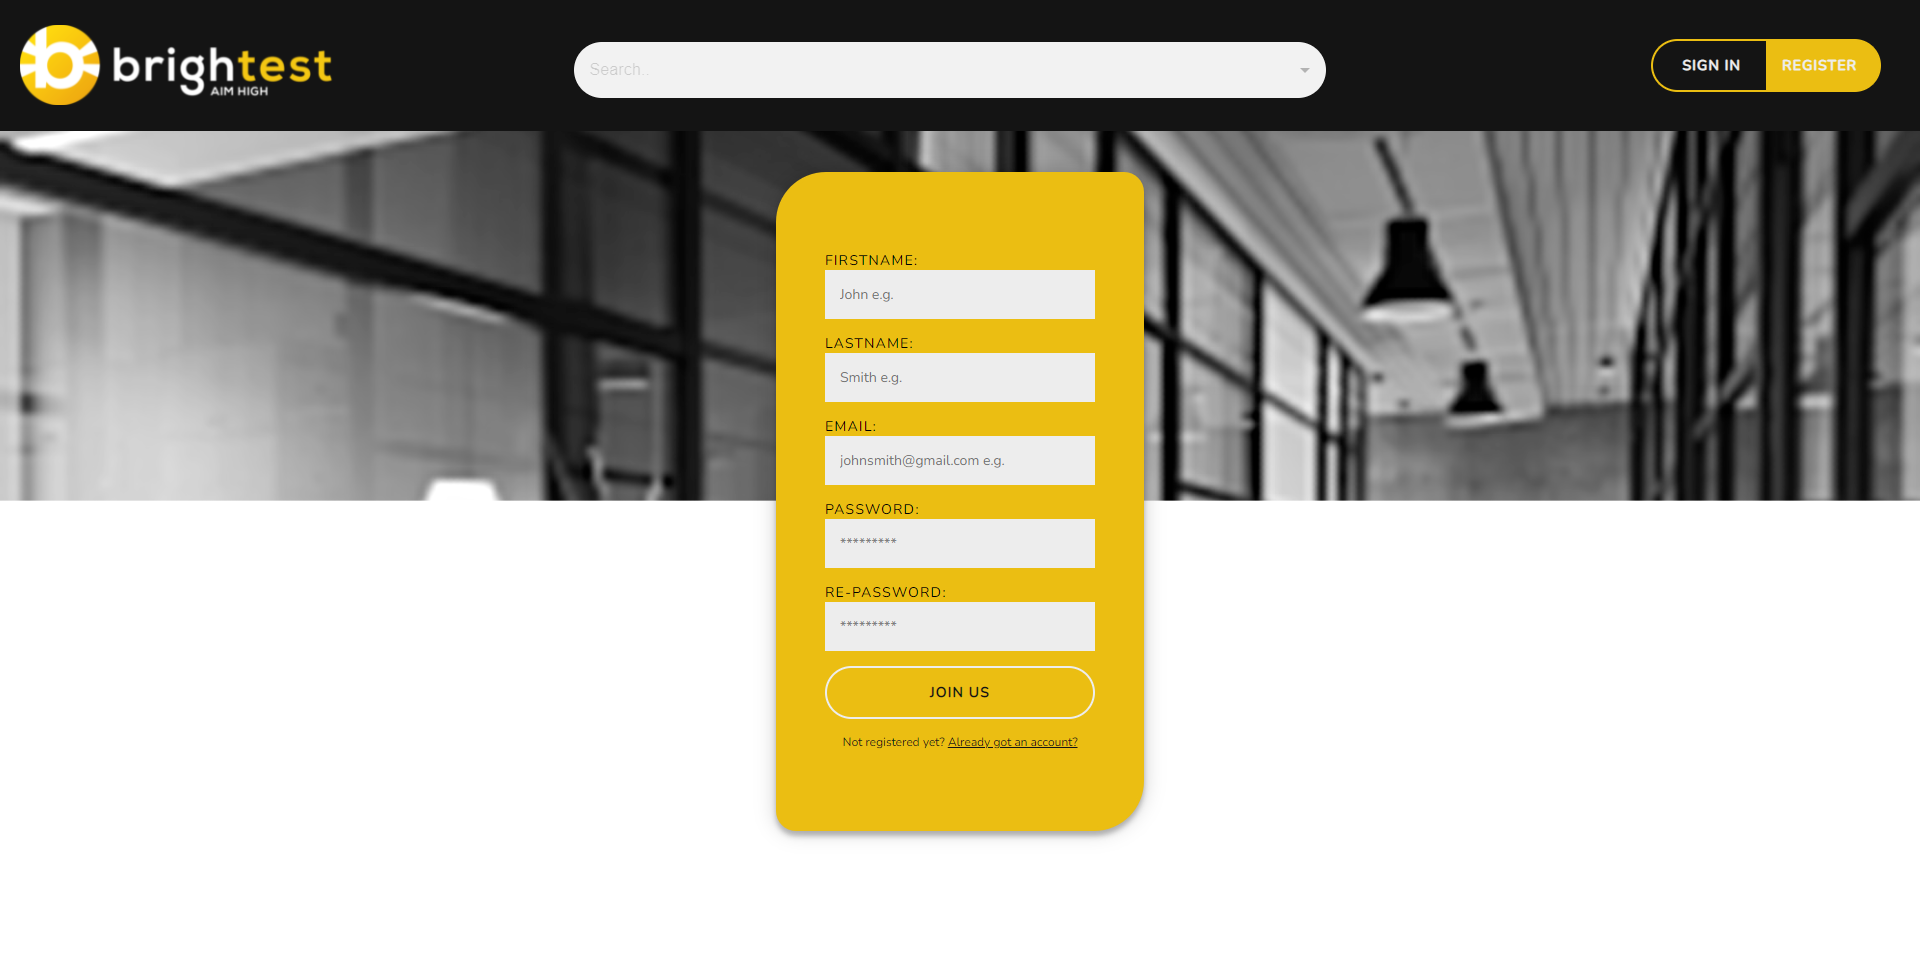 brightest
AIM HIGH
Search..
SIGN IN
REGISTER
FIRSTNAME:
John e.g.
LASTNAME:
Smith e.g.
EMAIL:
johnsmith@gmail.com e.g.
PASSWORD:
*********
RE-PASSWORD:
*********
JOIN US
Not registered yet? Already got an account?